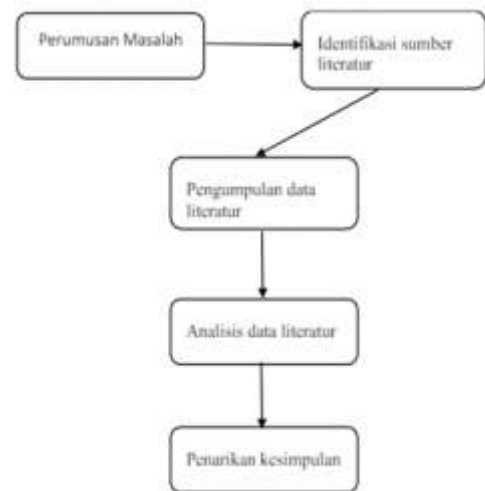 Perumusan Masalah
Identifikasi sumber
literatur
Pengumpulan data
literatur
Analisis data literatur
Penarikan kesimpulan